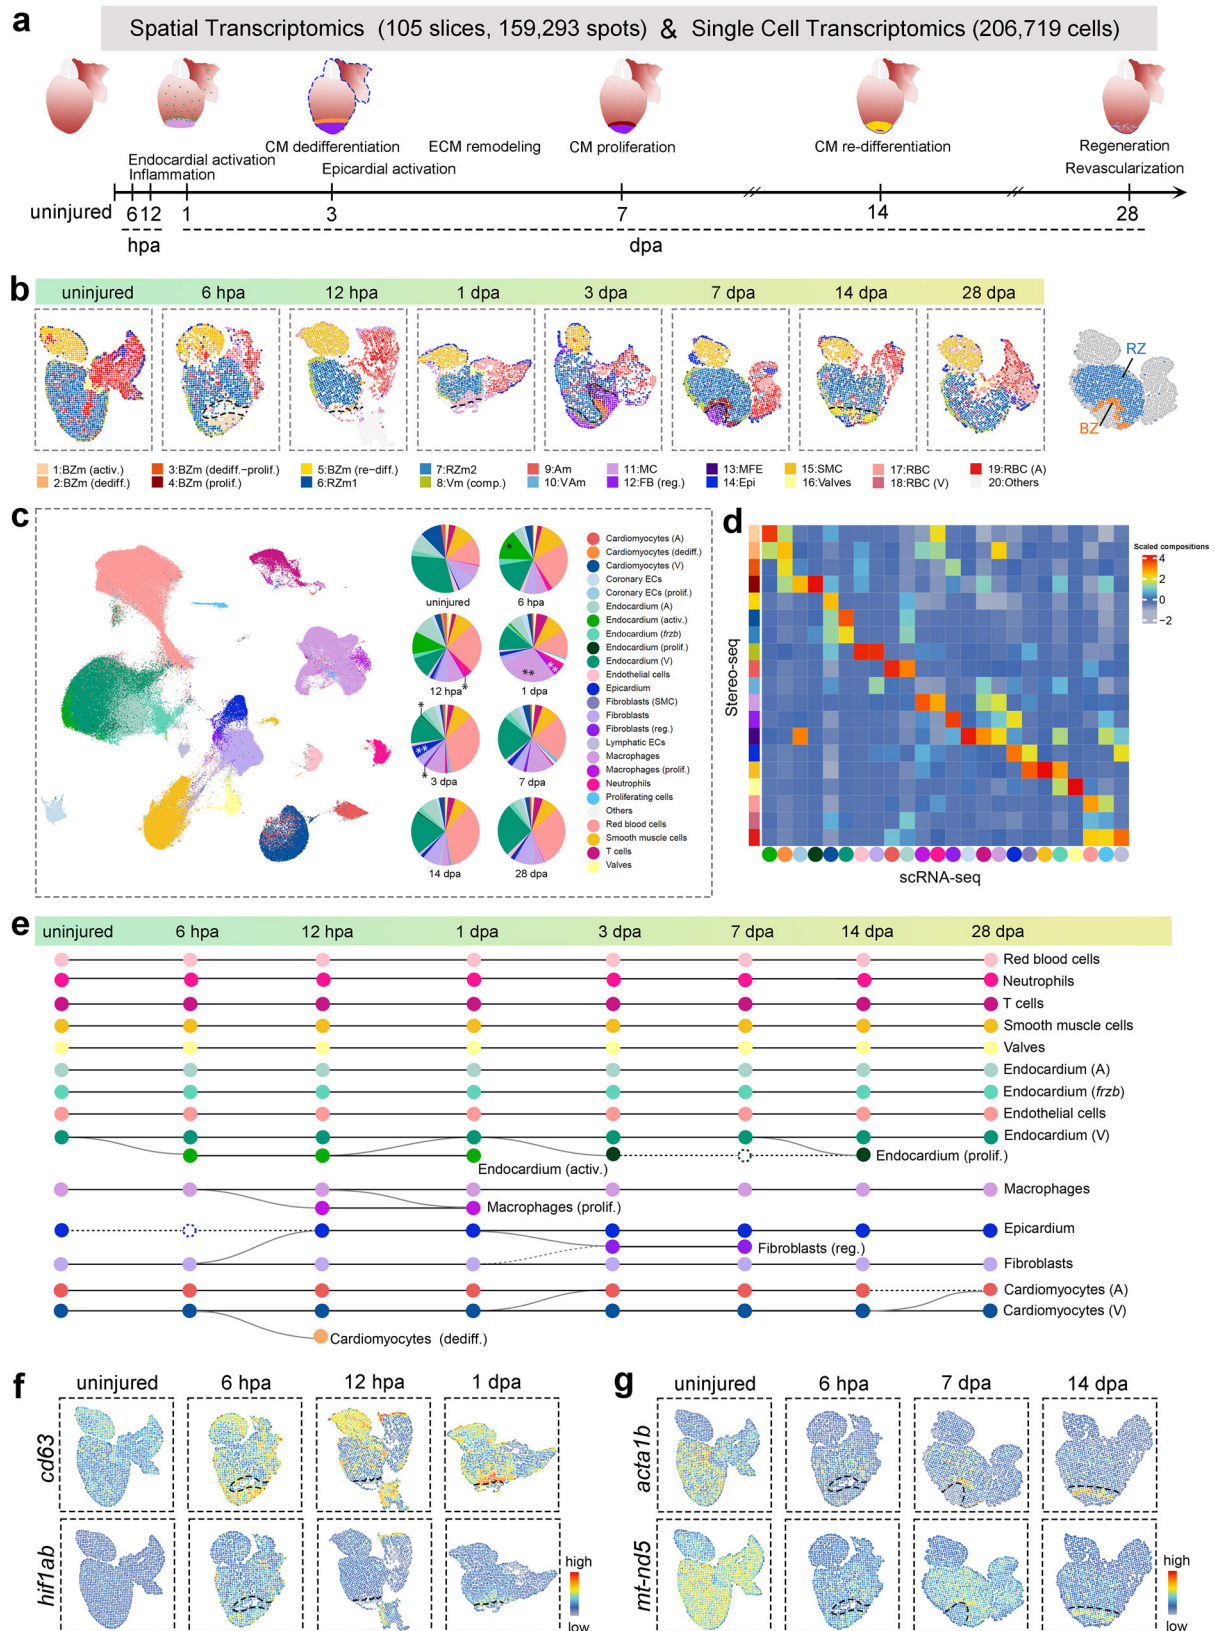 a
Spatial Transcriptomics (105 slices, 159,293 spots) & Single Cell Transcriptomics (206,719 cells)
CM dedifferentiation ECM remodeling CM proliferation CM re-differentiation Regeneration
Endocardial activation Epicardial activation Revascularization
Inflammation
uninjured 6 12 1 3 7 14 28
hpa dpa
b
uninjured 6 hpa 12 hpa 1 dpa 3 dpa 7 dpa 14 dpa 28 dpa
RZ
BZ
1:BZm (activ.) 3:BZm (dediff.-prolif.) 5:BZm (re-diff.) 7:RZm2 9:Am 11:MC 13:MFE 15:SMC 17:RBC 19:RBC (A)
2:BZm (dediff.) 4:BZm (prolif.) 6:RZm1 8:Vm (comp.) 10:VAm 12:FB (reg.) 14:Epi 16:Valves 18:RBC (V) 20:Others
c
uninjured 6 hpa
*
12 hpa 1 dpa
* ** **
3 dpa 7 dpa
* ** *
14 dpa 28 dpa
Cardiomyocytes (A)
Cardiomyocytes (dediff.)
Cardiomyocytes (V)
Coronary ECs
Coronary ECs (prolif.)
Endocardium (A)
Endocardium (activ.)
Endocardium (frzb)
Endocardium (prolif.)
Endocardium (V)
Endothelial cells
Epicardium
Fibroblasts (SMC)
Fibroblasts
Fibroblasts (reg.)
Lymphatic ECs
Macrophages
Macrophages (prolif.)
Neutrophils
Proliferating cells
Others
Red blood cells
Smooth muscle cells
T cells
Valves
d
Stereo-seq
scRNA-seq
Scaled compositions
4
2
0
−2
e
uninjured 6 hpa 12 hpa 1 dpa 3 dpa 7 dpa 14 dpa 28 dpa
Red blood cells
Neutrophils
T cells
Smooth muscle cells
Valves
Endocardium (A)
Endocardium (frzb)
Endothelial cells
Endocardium (V)
Endocardium (prolif.)
Endocardium (activ.)
Macrophages
Macrophages (prolif.)
Epicardium
Fibroblasts (reg.)
Fibroblasts
Cardiomyocytes (A)
Cardiomyocytes (V)
Cardiomyocytes (dediff.)
f
uninjured 6 hpa 12 hpa 1 dpa
cd63
hif1ab
high
low
g
uninjured 6 hpa 7 dpa 14 dpa
acta1b
mt-nd5
high
low